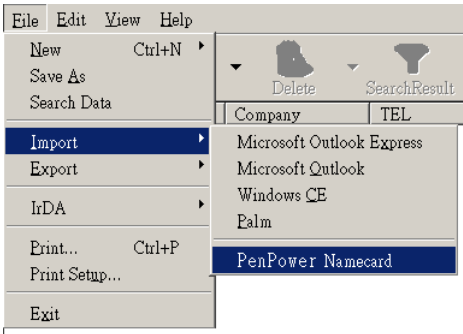 File Edit View Help
New Ctrl+N
Save As
Search Data
Import
Export
IrDA
Print... Ctrl+P
Print Setup...
Exit
Delete SearchResult
Company TEL
Microsoft Outlook Express
Microsoft Outlook
Windows CE
Palm
PenPower Namecard